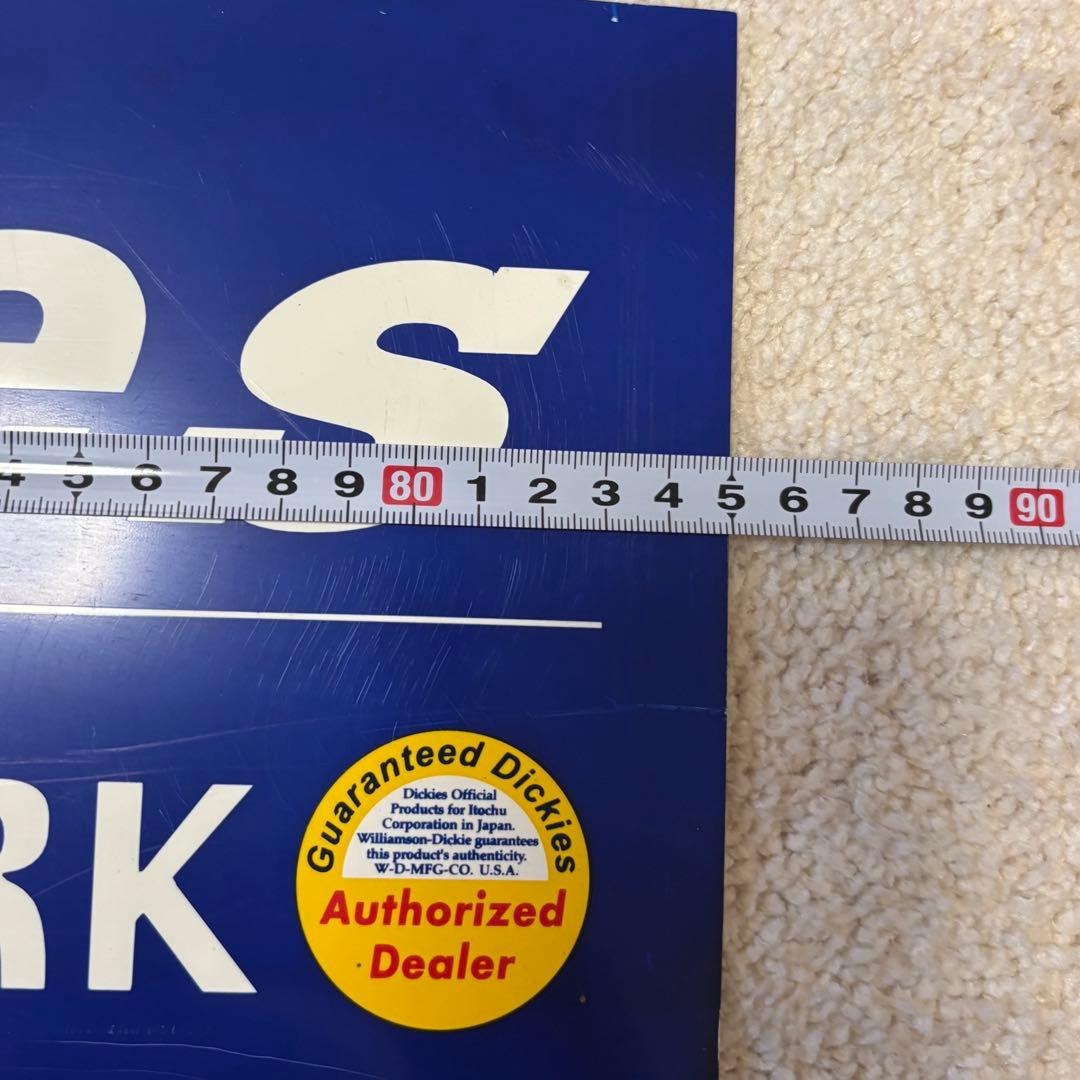 es
4 5 6 7 8 9 80 1 2 3 4 5 6 7 8 9 90
RK
Guaranteed Dickies
Dickies Official
Products for Itochu
Corporation in Japan.
Williamson-Dickie guarantees
this product's authenticity.
W-D-MFG-CO. U.S.A.
Authorized
Dealer